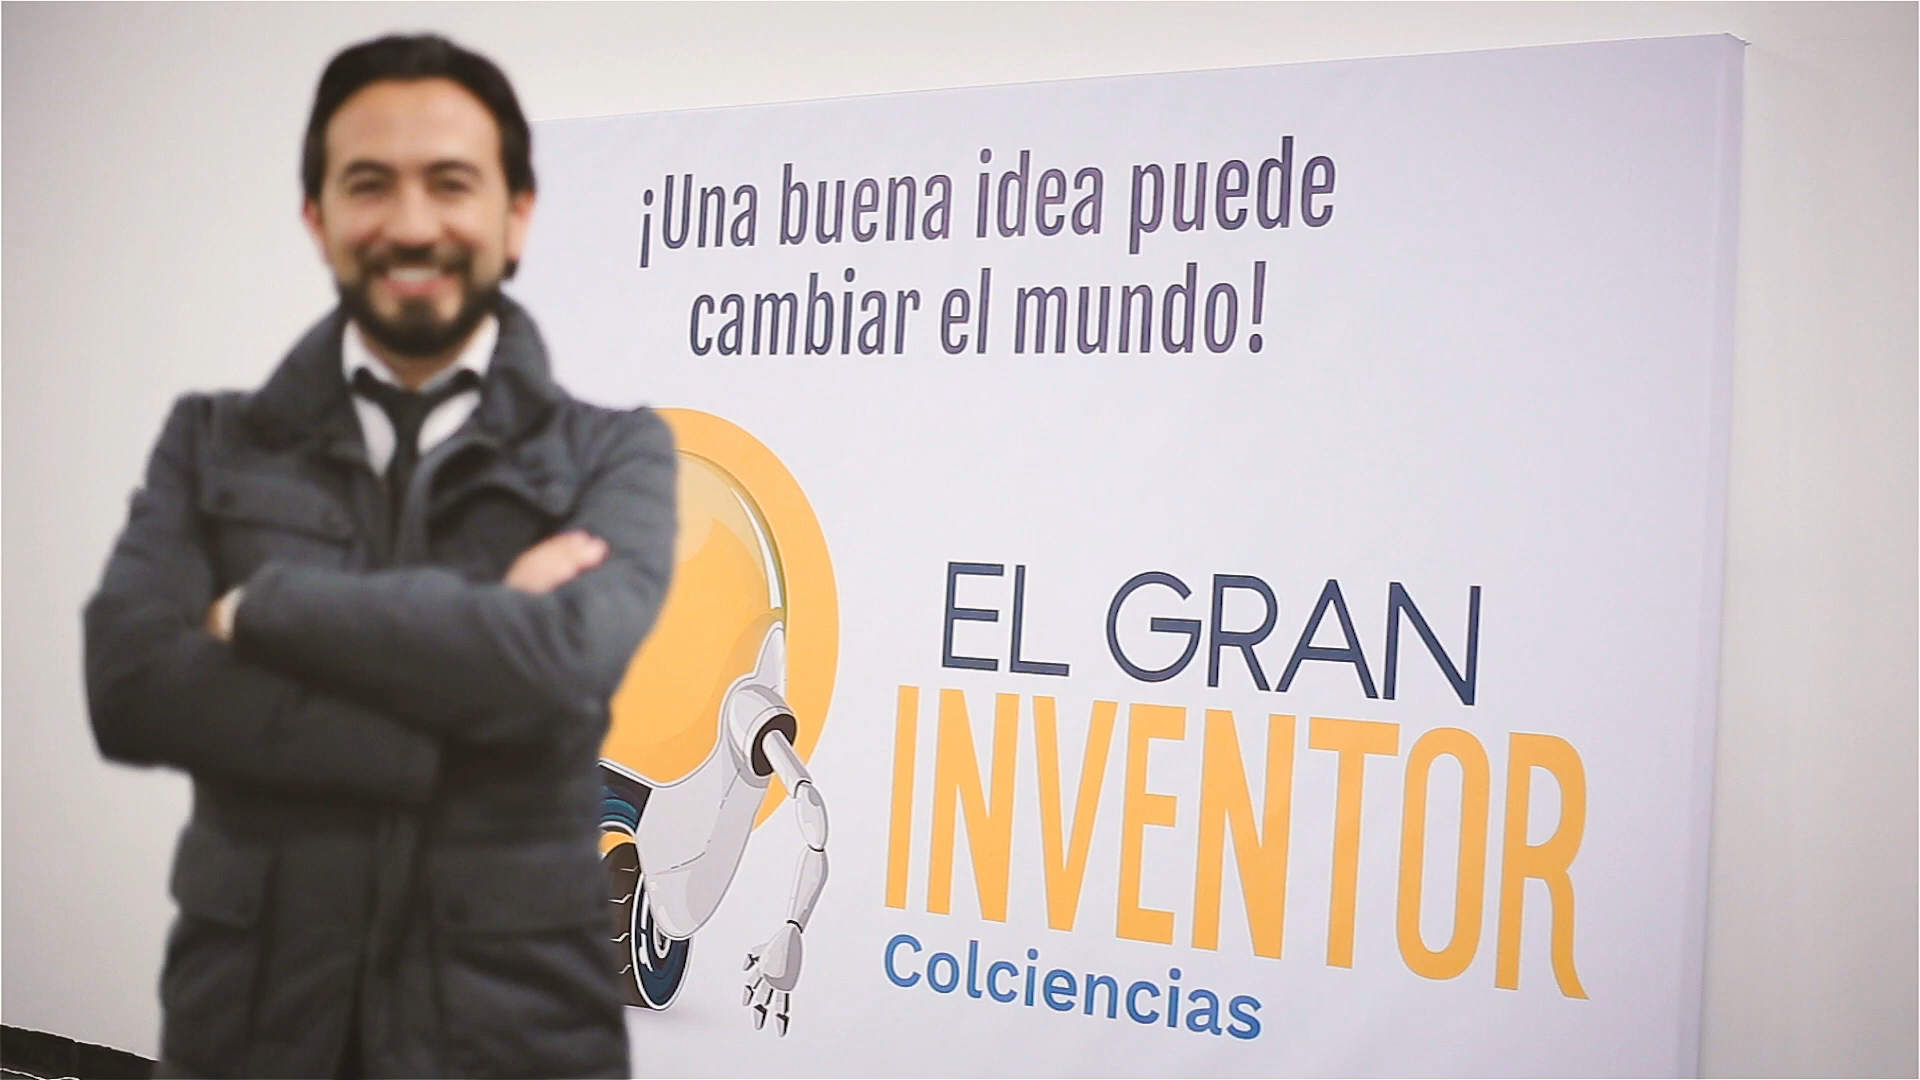 ¡Una buena idea puede
cambiar el mundo!
EL GRAN
INVENTOR
Colciencias